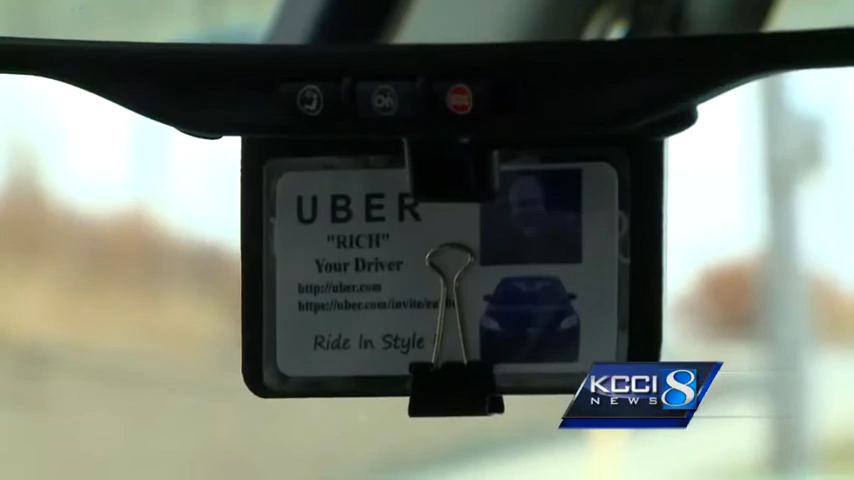 UBER
"RICH"
Your Driver
http://uber.com
Ride In Style
KCCI 8
NEWS